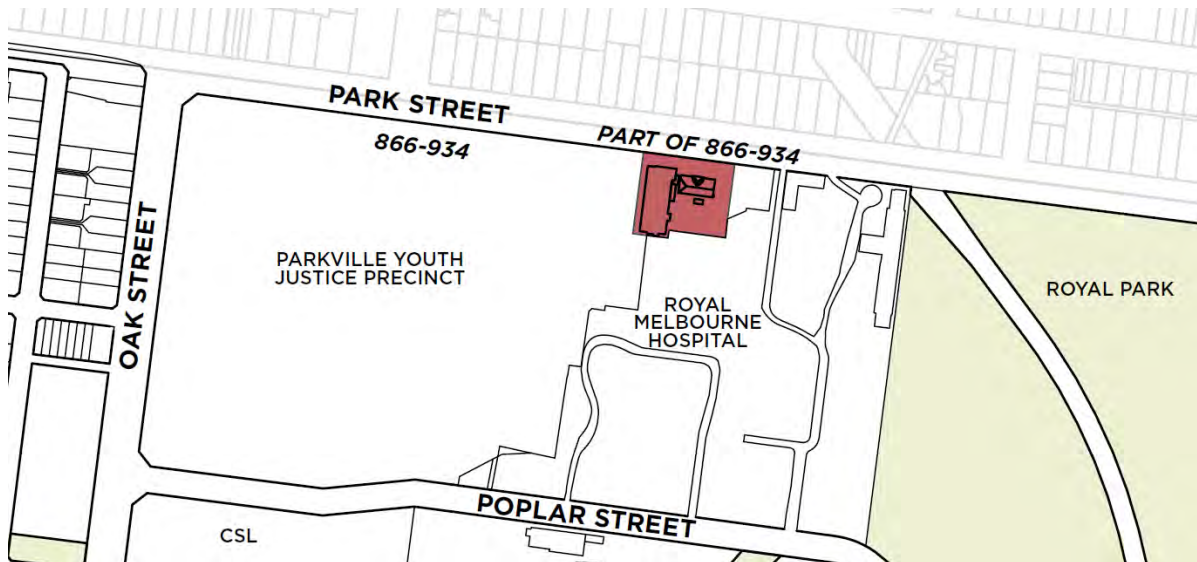 PARK STREET
866-934
PART OF 866-934
OAK STREET
PARKVILLE YOUTH
JUSTICE PRECINCT
ROYAL
MELBOURNE
HOSPITAL
ROYAL PARK
POPLAR STREET
CSL